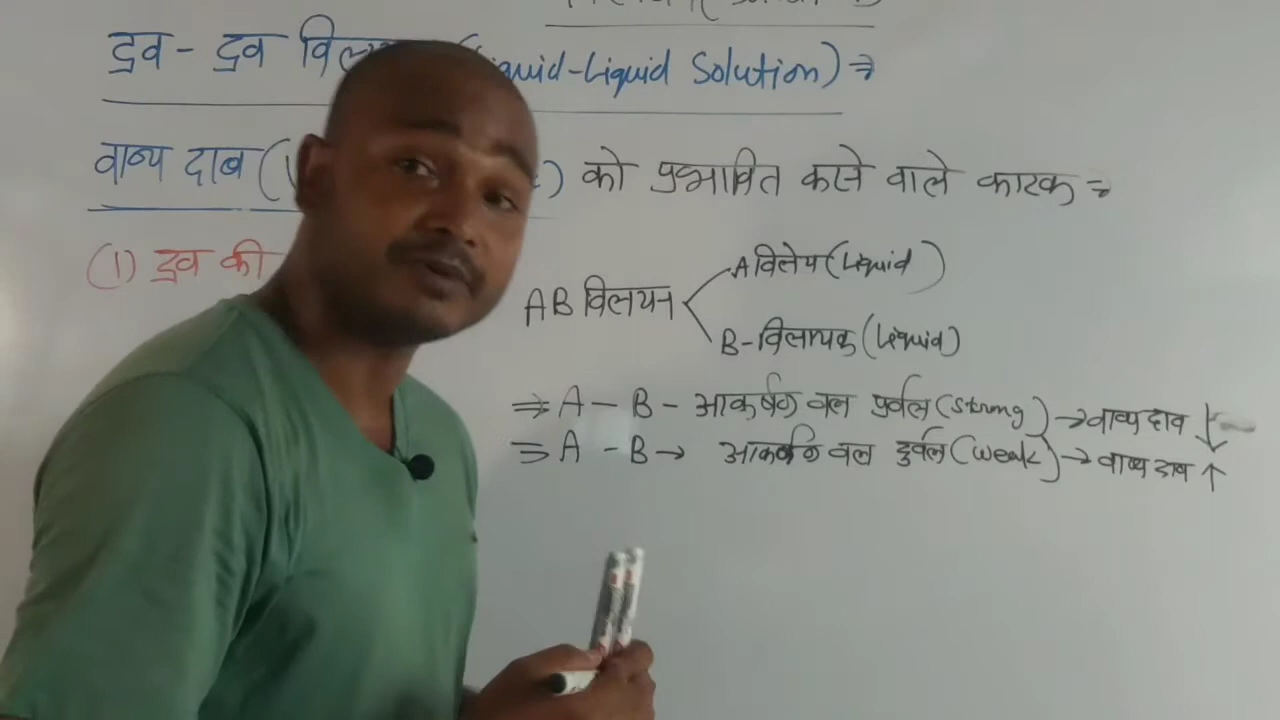 द्रव- द्रव (Liquid-Liquid Solution) ⇒
वाष्प दाब ( ) को प्रभावित करने वाले कारक ⇒
(1) द्रव की
A विलेय (Liquid)
AB विलयन
B-विलायक (Liquid)
⇒ A - B - आकर्षण बल प्रबल (strong) → वाष्प दाब ↓
⇒ A - B → आकर्षण बल दुर्बल (weak) → वाष्प दाब ↑